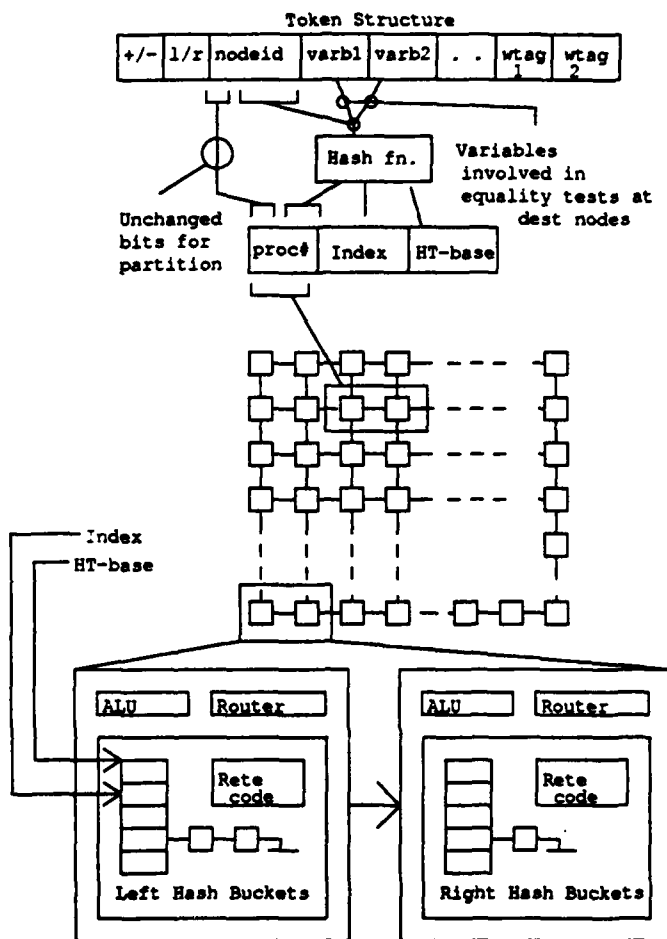 Token Structure
+/- l/r nodeid varb1 varb2 . . wtag 1 wtag 2
Hash fn.
Variables
involved in
equality tests at
dest nodes
Unchanged
bits for
partition
proc# Index HT-base
Index
HT-base
ALU Router
ALU Router
Rete
code
Left Hash Buckets
Rete
code
Right Hash Buckets